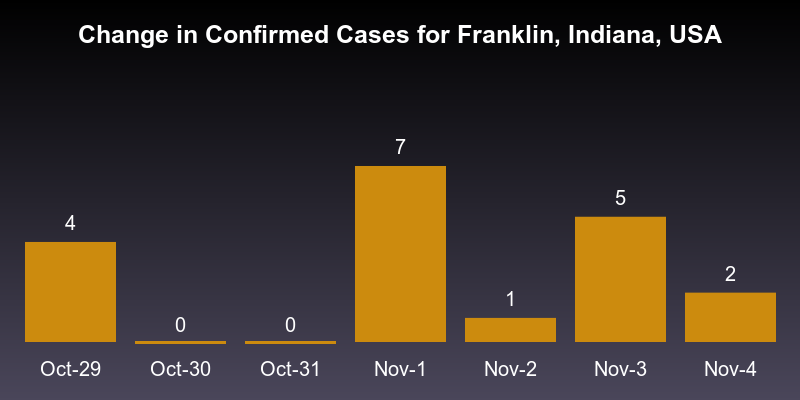 Change in Confirmed Cases for Franklin, Indiana, USA
4 0 0 7 1 5 2
Oct-29 Oct-30 Oct-31 Nov-1 Nov-2 Nov-3 Nov-4